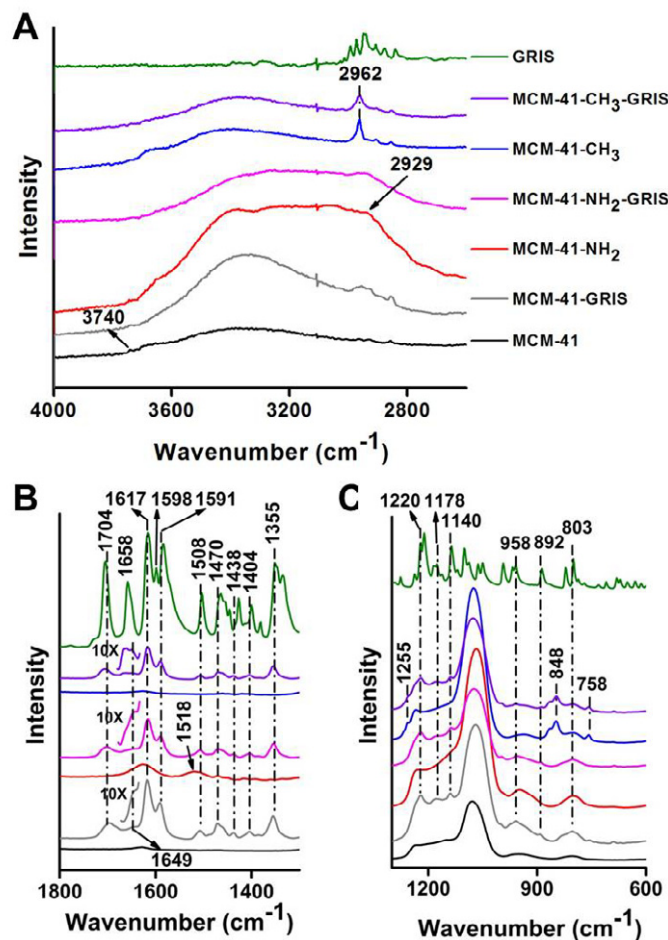 A
GRIS
2962
MCM-41-CH₃-GRIS
MCM-41-CH₃
2929
MCM-41-NH₂-GRIS
MCM-41-NH₂
3740
MCM-41-GRIS
MCM-41
Intensity
4000 3600 3200 2800
Wavenumber (cm⁻¹)
B
1704
1658
1617
1598
1591
1508
1470
1438
1404
1355
10X
10X
1518
10X
1649
Intensity
1800 1600 1400
Wavenumber (cm⁻¹)
C
1220
1178
1140
958
892
803
1255
848
758
Intensity
1200 900 600
Wavenumber (cm⁻¹)